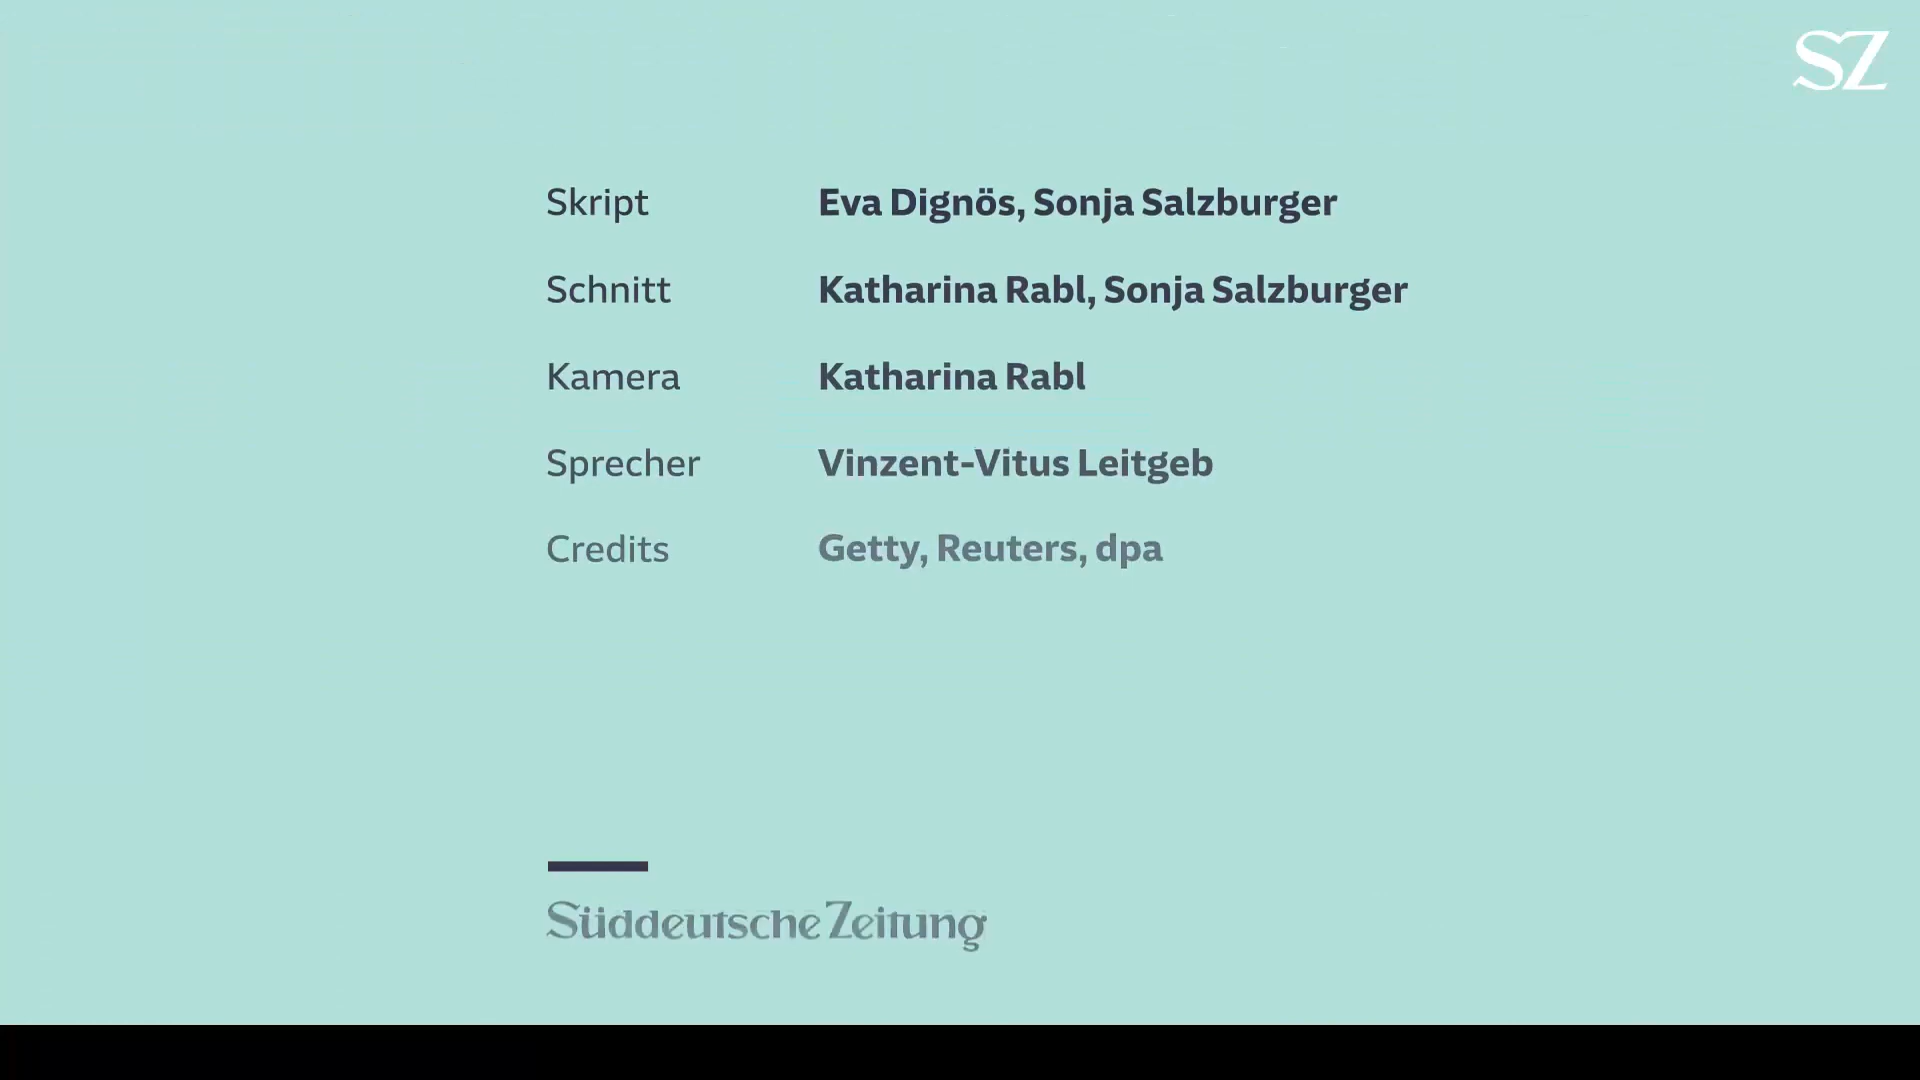 SZ
Skript Eva Dignös, Sonja Salzburger
Schnitt Katharina Rabl, Sonja Salzburger
Kamera Katharina Rabl
Sprecher Vinzent-Vitus Leitgeb
Credits Getty, Reuters, dpa
Süddeutsche Zeitung